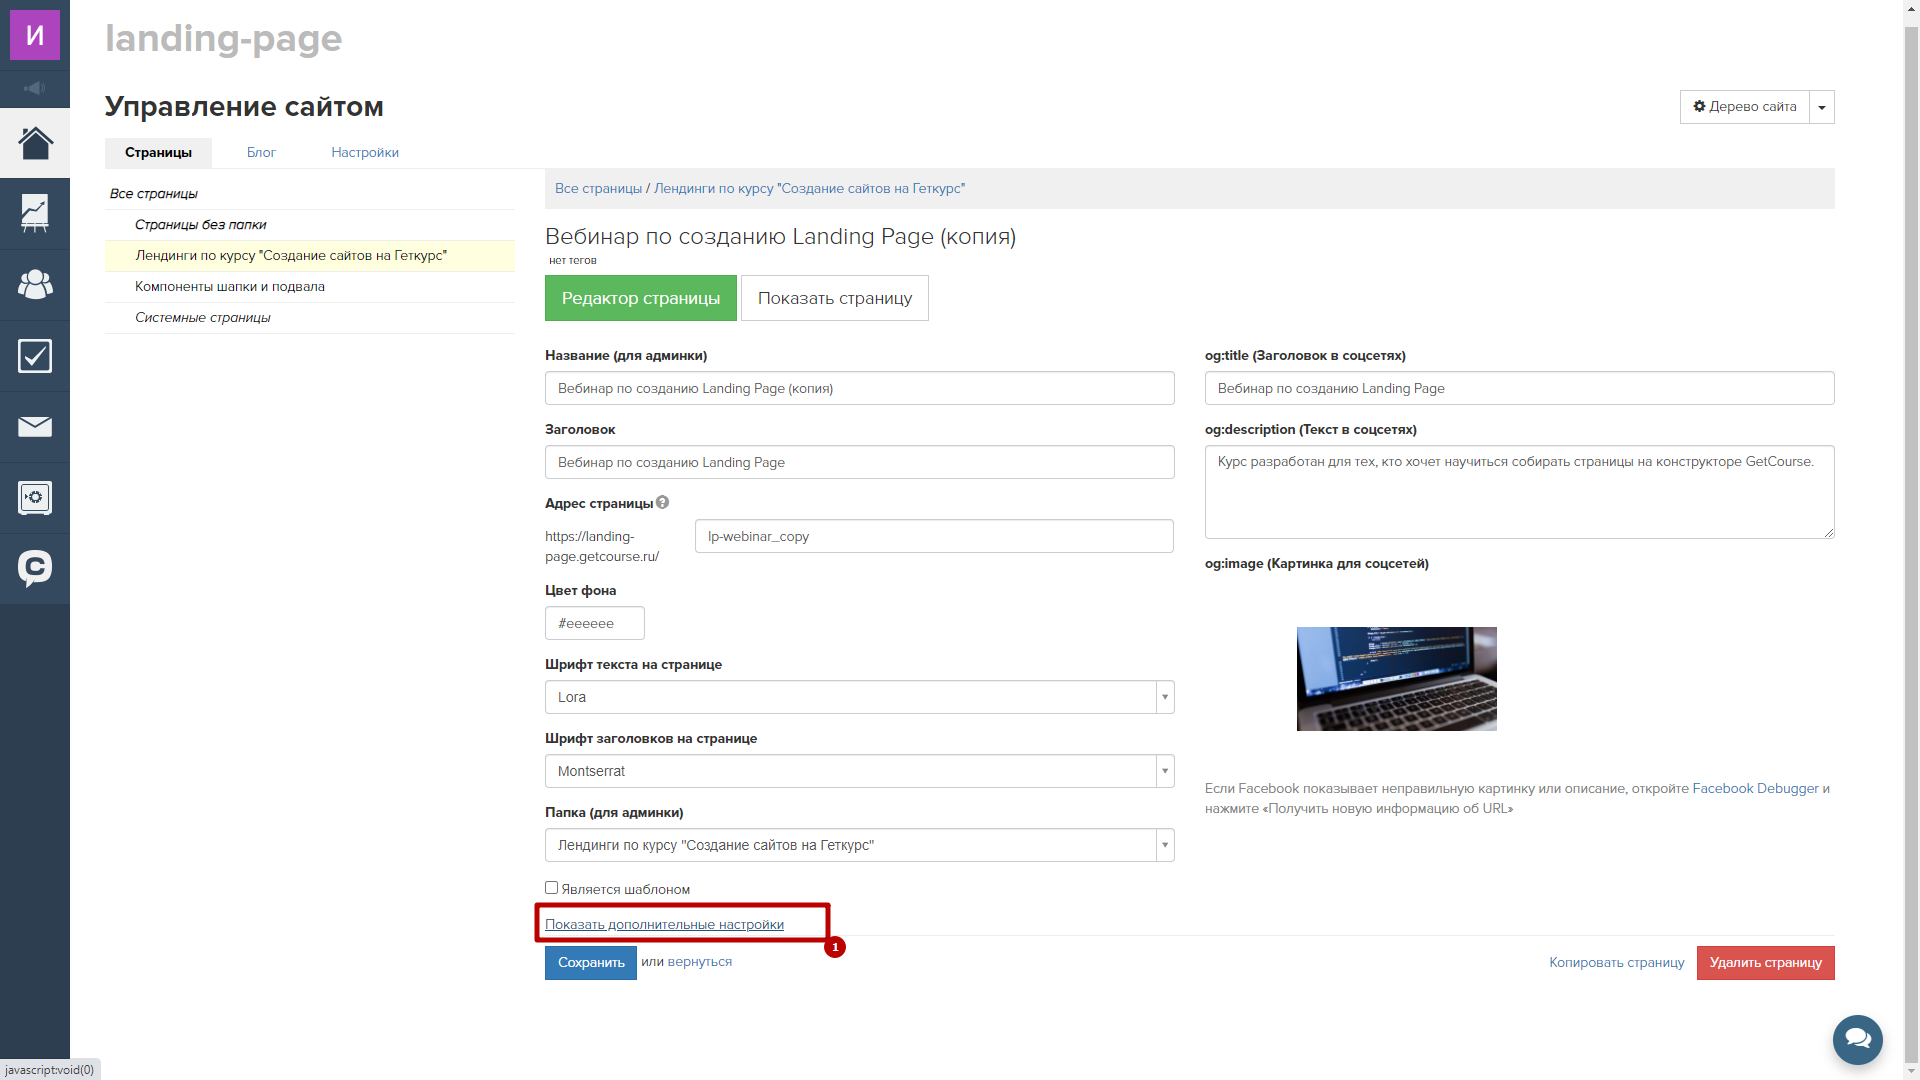 И
landing-page
Управление сайтом
Дерево сайта
Страницы
Блог
Настройки
Все страницы
Страницы без папки
Лендинги по курсу "Создание сайтов на Геткурс"
Компоненты шапки и подвала
Системные страницы
Все страницы / Лендинги по курсу "Создание сайтов на Геткурс"
Вебинар по созданию Landing Page (копия)
нет тегов
Редактор страницы
Показать страницу
Название (для админки)
Вебинар по созданию Landing Page (копия)
Заголовок
Вебинар по созданию Landing Page
Адрес страницы ?
https://landing-
page.getcourse.ru/
lp-webinar_copy
Цвет фона
#eeeeee
Шрифт текста на странице
Lora
Шрифт заголовков на странице
Montserrat
Папка (для админки)
Лендинги по курсу "Создание сайтов на Геткурс"
Является шаблоном
Показать дополнительные настройки
1
Сохранить или вернуться
og:title (Заголовок в соцсетях)
Вебинар по созданию Landing Page
og:description (Текст в соцсетях)
Курс разработан для тех, кто хочет научиться собирать страницы на конструкторе GetCourse.
og:image (Картинка для соцсетей)
Если Facebook показывает неправильную картинку или описание, откройте Facebook Debugger и
нажмите «Получить новую информацию об URL»
Копировать страницу
Удалить страницу
javascript:void(0)